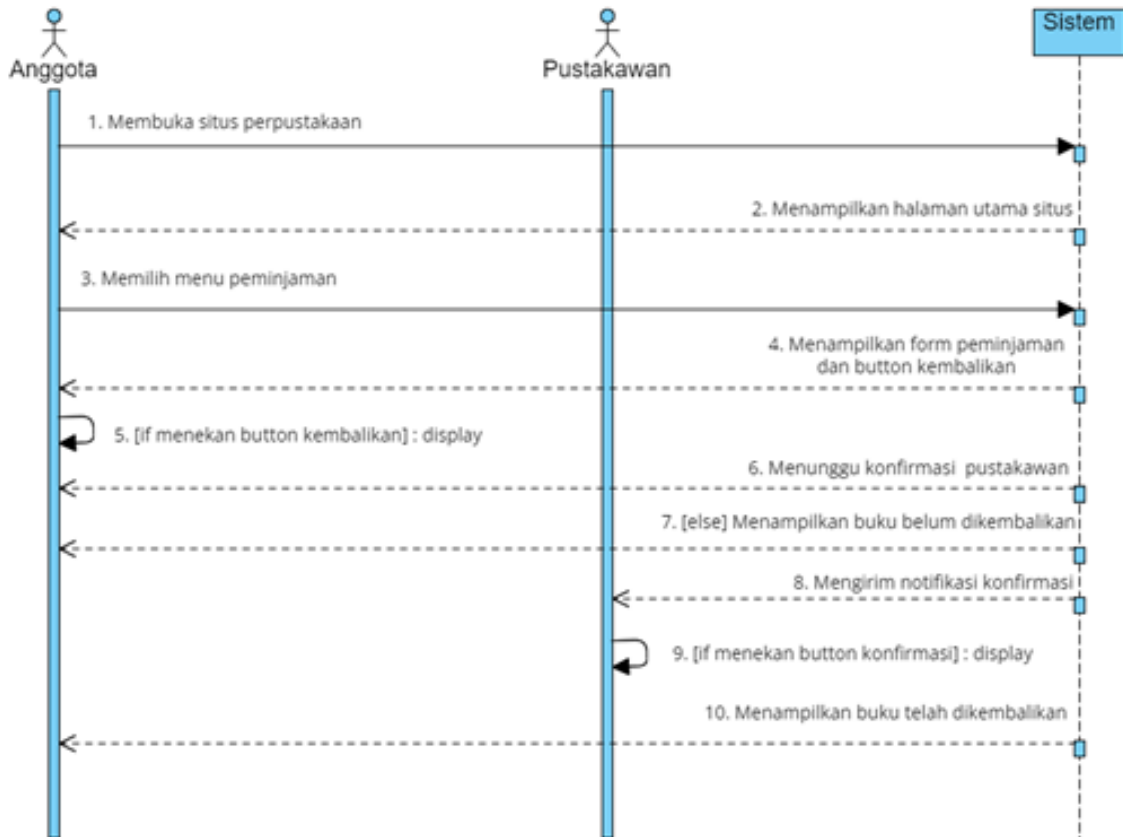 Sistem
Anggota
Pustakawan
1. Membuka situs perpustakaan
2. Menampilkan halaman utama situs
3. Memilih menu peminjaman
4. Menampilkan form peminjaman
dan button kembalikan
5. [if menekan button kembalikan] : display
6. Menunggu konfirmasi pustakawan
7. [else] Menampilkan buku belum dikembalikan
8. Mengirim notifikasi konfirmasi
9. [if menekan button konfirmasi] : display
10. Menampilkan buku telah dikembalikan